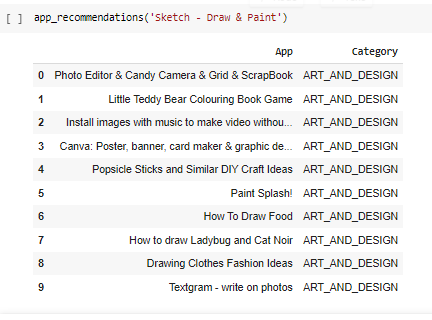 [ ] app_recommendations('Sketch - Draw & Paint')
App Category
0 Photo Editor & Candy Camera & Grid & ScrapBook ART_AND_DESIGN
1 Little Teddy Bear Colouring Book Game ART_AND_DESIGN
2 Install images with music to make video withou... ART_AND_DESIGN
3 Canva: Poster, banner, card maker & graphic de... ART_AND_DESIGN
4 Popsicle Sticks and Similar DIY Craft Ideas ART_AND_DESIGN
5 Paint Splash! ART_AND_DESIGN
6 How To Draw Food ART_AND_DESIGN
7 How to draw Ladybug and Cat Noir ART_AND_DESIGN
8 Drawing Clothes Fashion Ideas ART_AND_DESIGN
9 Textgram - write on photos ART_AND_DESIGN